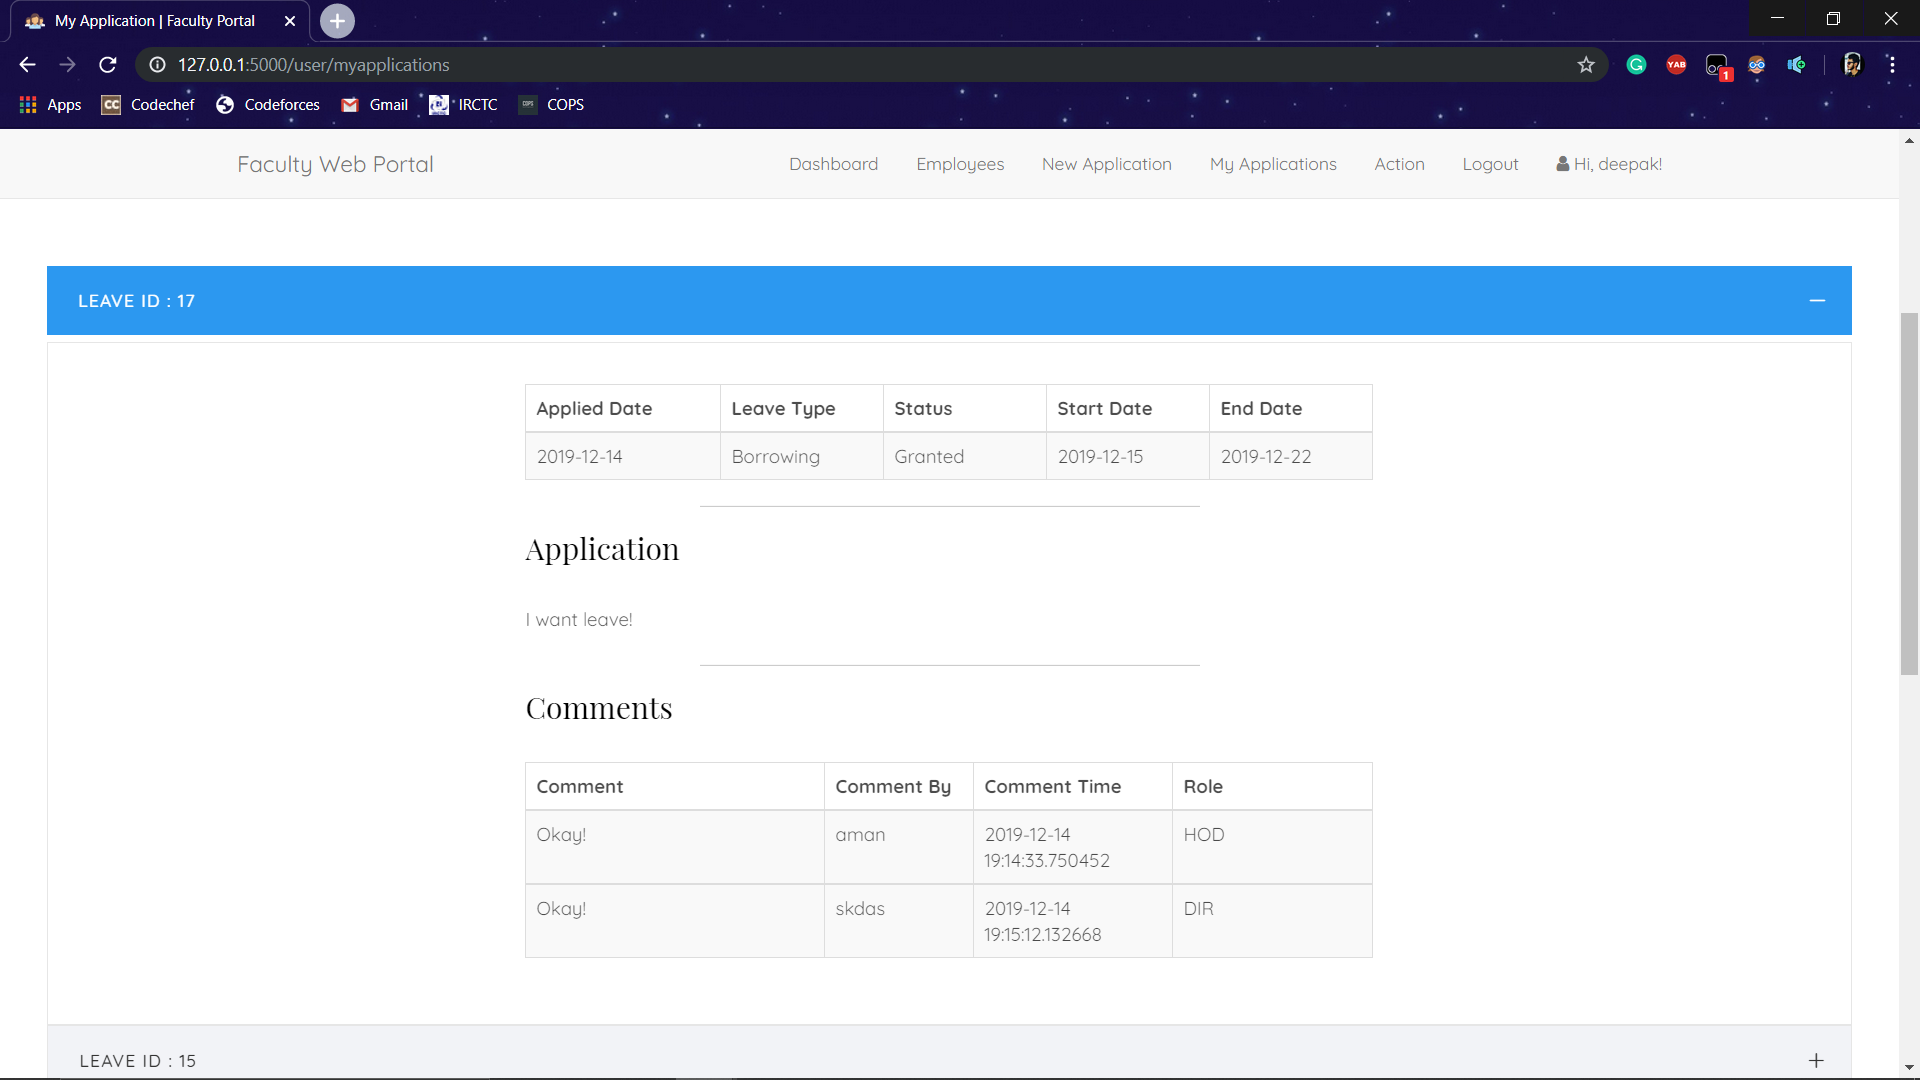 My Application | Faculty Portal
127.0.0.1:5000/user/myapplications
YAB
1
Apps
CC Codechef
Codeforces
Gmail
IRCTC
COPS COPS
Faculty Web Portal
Dashboard
Employees
New Application
My Applications
Action
Logout
Hi, deepak!
LEAVE ID : 17
Applied Date Leave Type Status Start Date End Date
2019-12-14 Borrowing Granted 2019-12-15 2019-12-22
Application
I want leave!
Comments
Comment Comment By Comment Time Role
Okay! aman 2019-12-14 HOD
19:14:33.750452
Okay! skdas 2019-12-14 DIR
19:15:12.132668
LEAVE ID : 15